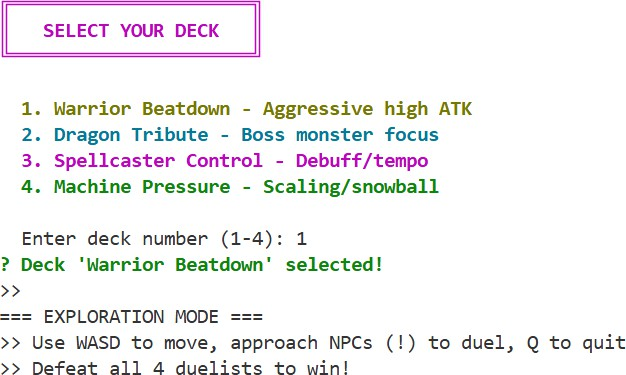 SELECT YOUR DECK
1. Warrior Beatdown - Aggressive high ATK
2. Dragon Tribute - Boss monster focus
3. Spellcaster Control - Debuff/tempo
4. Machine Pressure - Scaling/snowball
Enter deck number (1-4): 1
? Deck 'Warrior Beatdown' selected!
>>
=== EXPLORATION MODE ===
>> Use WASD to move, approach NPCs (!) to duel, Q to quit
>> Defeat all 4 duelists to win!